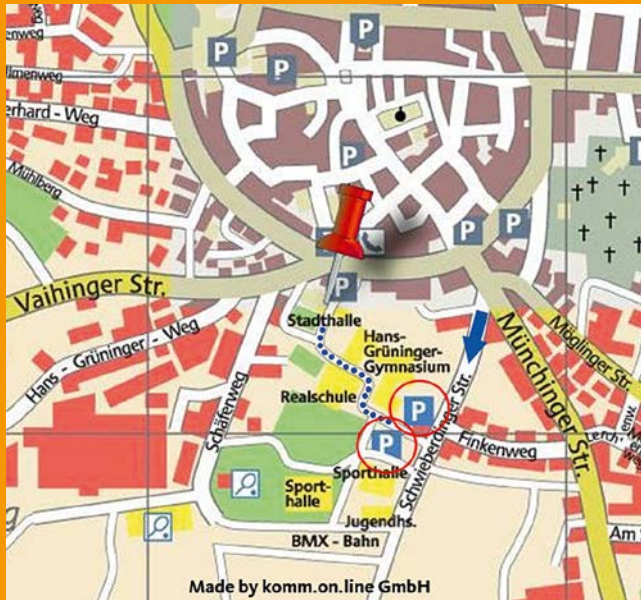 P
P
P
erhard - Weg
P
Mühlberg
P
P
P
Vaihinger Str.
Stadthalle
Hans-
Grüninger-
Gymnasium
Hans - Grüninger - Weg
Münchinger Str.
Möglinger Str.
Realschule
Schäferweg
P
P
Schwieberdinger Str.
Finkenweg
Sporthalle
Sport-
halle
Jugendhs.
BMX - Bahn
Am
Made by komm.on.line GmbH